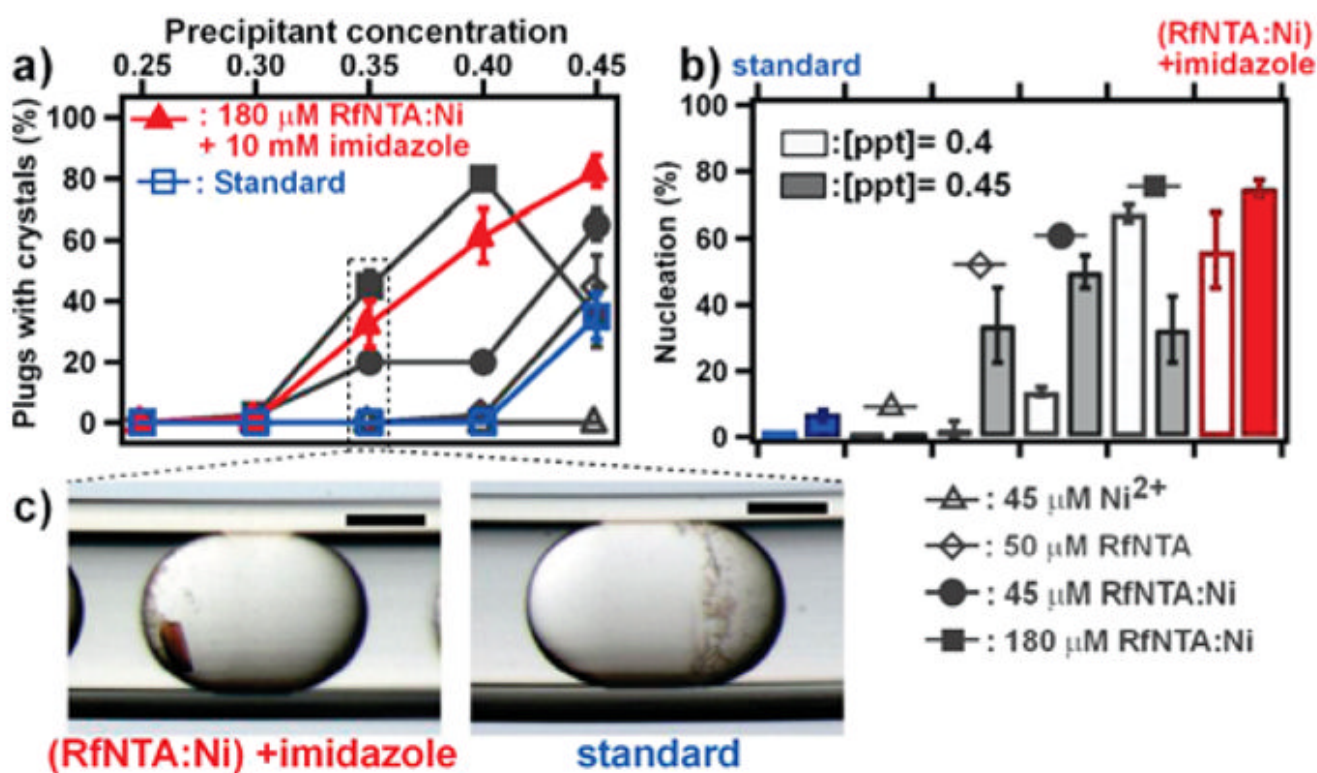 a)
Precipitant concentration
0.25 0.30 0.35 0.40 0.45
Plugs with crystals (%)
100
80
60
40
20
0
: 180 μM RfNTA:Ni
+ 10 mM imidazole
: Standard
b)
standard
(RfNTA:Ni)
+imidazole
Nucleation (%)
100
80
60
40
20
0
:[ppt]= 0.4
:[ppt]= 0.45
: 45 μM Ni²⁺
: 50 μM RfNTA
: 45 μM RfNTA:Ni
: 180 μM RfNTA:Ni
c)
(RfNTA:Ni) +imidazole
standard